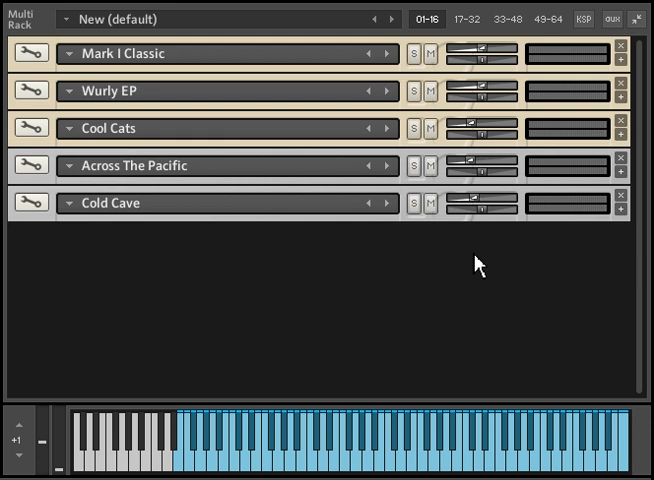 Multi Rack New (default) 01-16 17-32 33-48 49-64 KSP aux
Mark I Classic S M
Wurly EP S M
Cool Cats S M
Across The Pacific S M
Cold Cave S M
+1